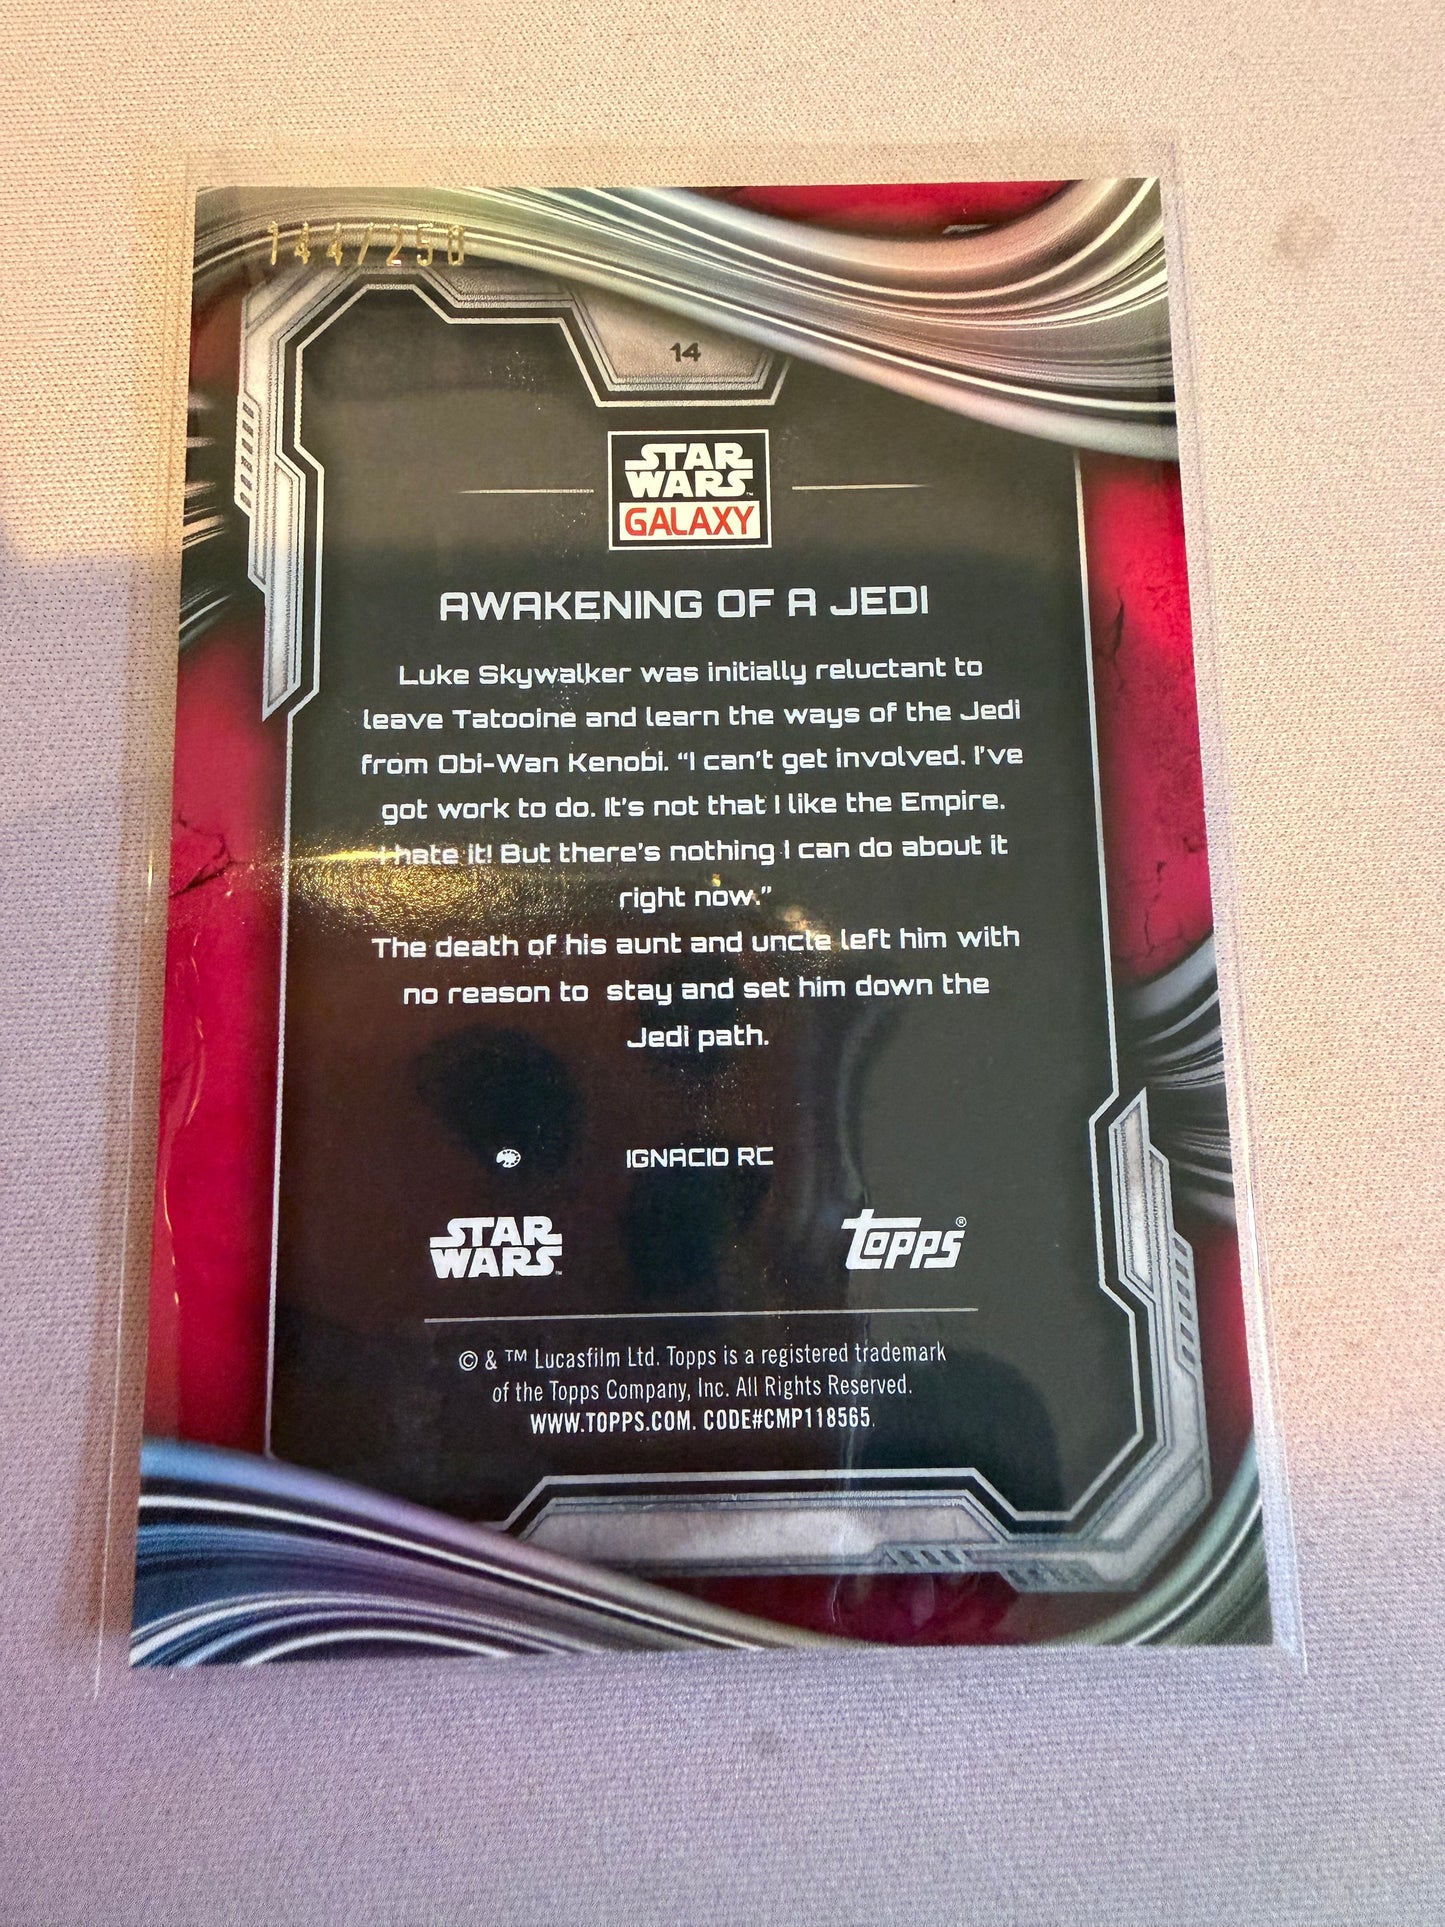 144/250
14
STAR
WARS™
GALAXY
AWAKENING OF A JEDI
Luke Skywalker was initially reluctant to
leave Tatooine and learn the ways of the Jedi
from Obi-Wan Kenobi. “I can’t get involved. I’ve
got work to do. It’s not that I like the Empire.
I hate it! But there’s nothing I can do about it
right now.”
The death of his aunt and uncle left him with
no reason to stay and set him down the
Jedi path.
IGNACIO RC
STAR
WARS™
Topps®
© & ™ Lucasfilm Ltd. Topps is a registered trademark
of the Topps Company, Inc. All Rights Reserved.
WWW.TOPPS.COM. CODE#CMP118565.